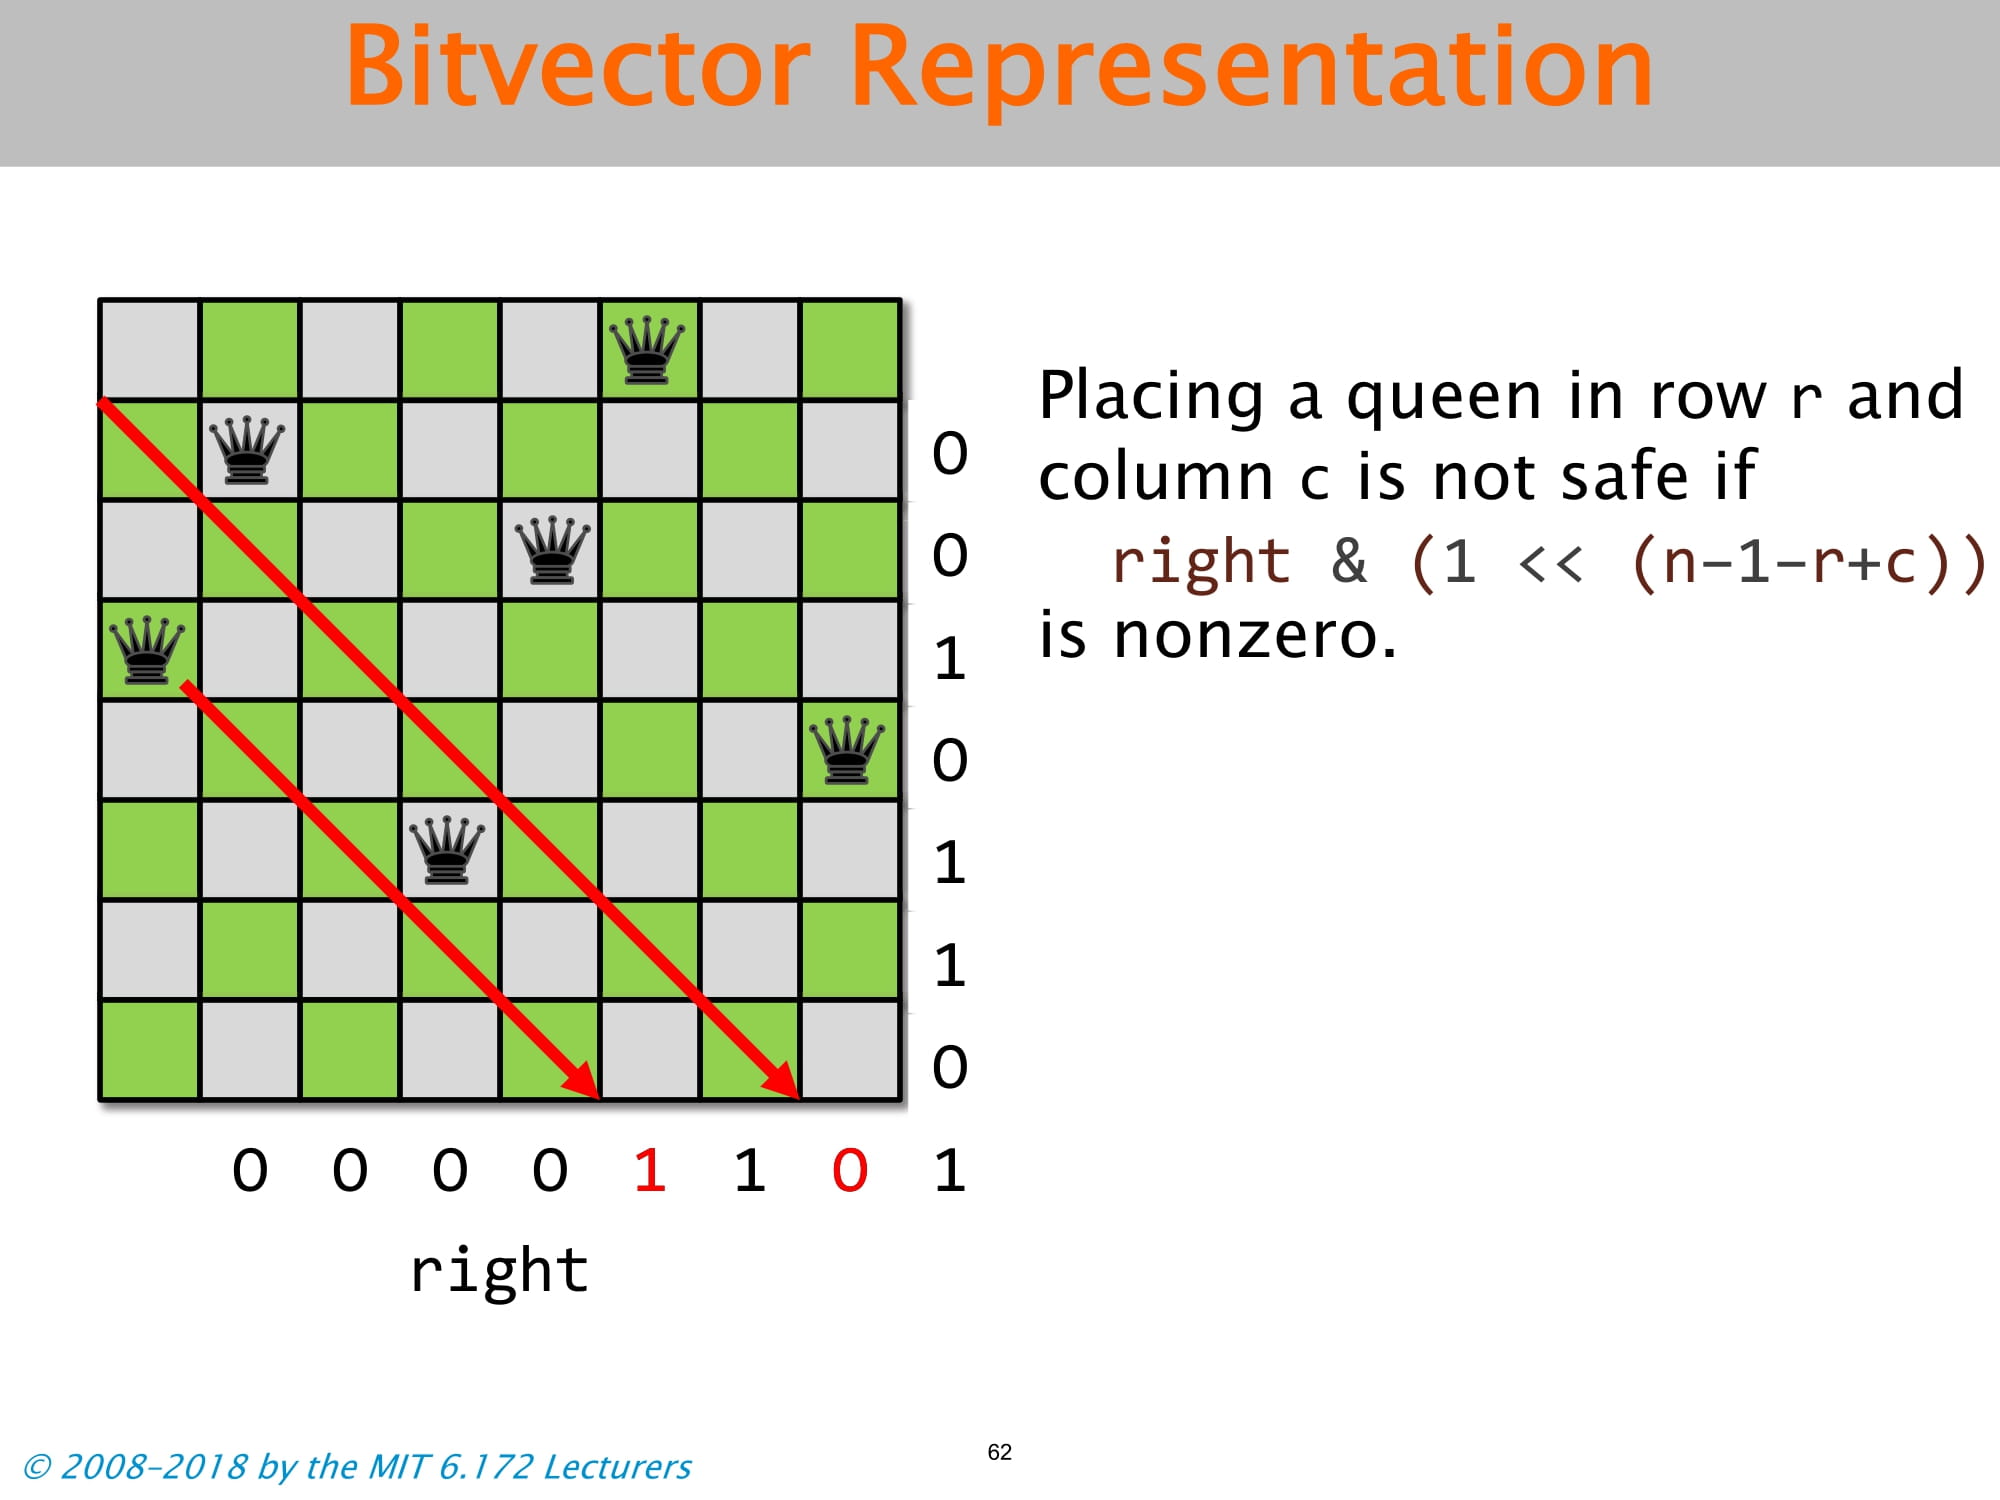 Bitvector Representation
Placing a queen in row r and
column c is not safe if
right & (1 << (n-1-r+c))
is nonzero.
0
0
1
0
1
1
0
0 0 0 0 1 1 0 1
right
© 2008-2018 by the MIT 6.172 Lecturers
62